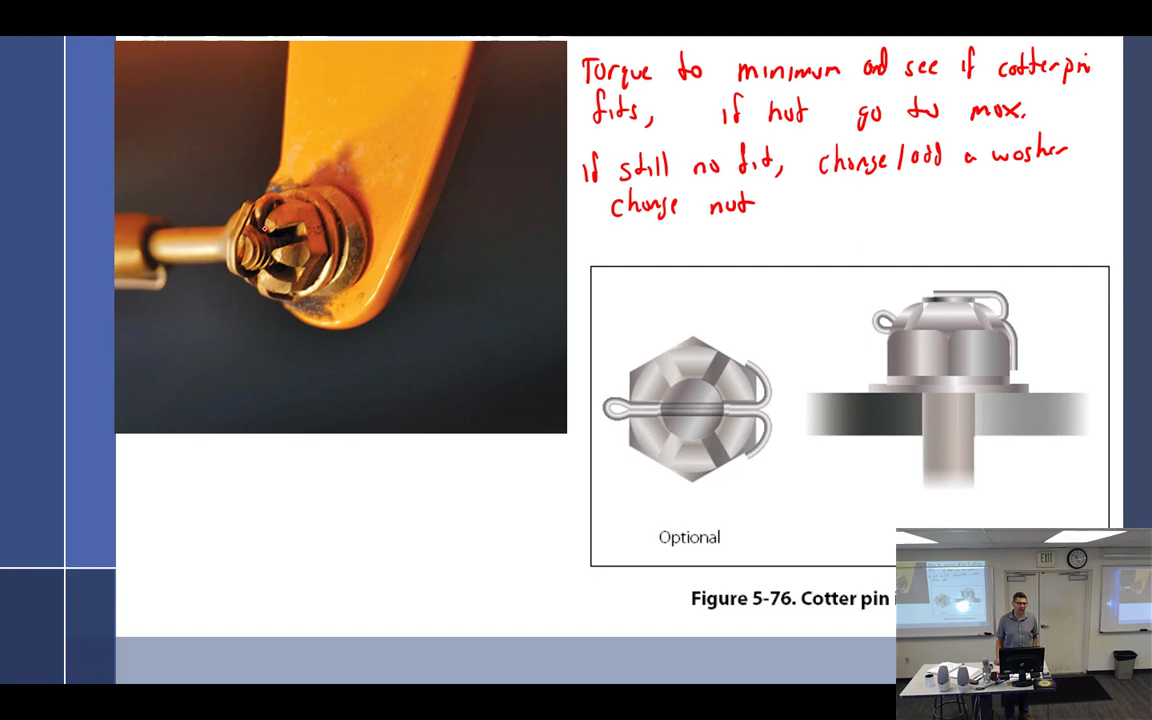 Torque to minimum and see if cotterpin
fits, if not go to max.
if still no fit, change/add a washer
change nut
Optional
Figure 5-76. Cotter pin
EXIT